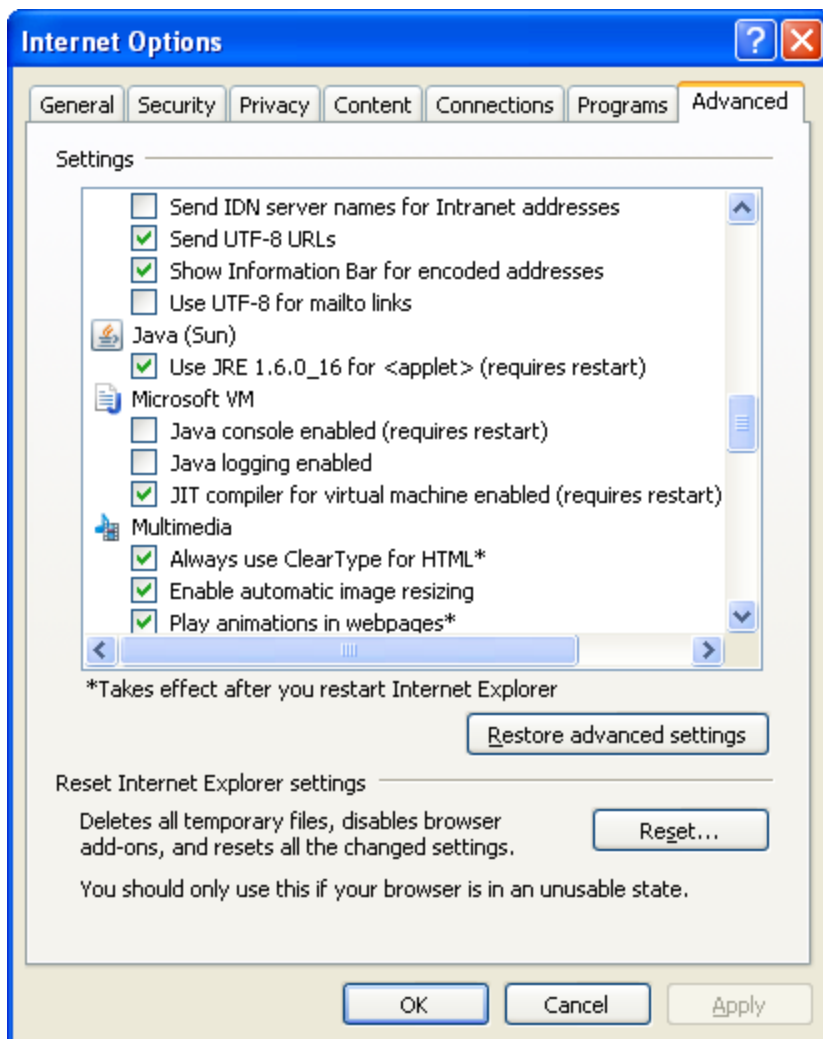 Internet Options
General Security Privacy Content Connections Programs Advanced
Settings
Send IDN server names for Intranet addresses
Send UTF-8 URLs
Show Information Bar for encoded addresses
Use UTF-8 for mailto links
Java (Sun)
Use JRE 1.6.0_16 for <applet> (requires restart)
Microsoft VM
Java console enabled (requires restart)
Java logging enabled
JIT compiler for virtual machine enabled (requires restart)
Multimedia
Always use ClearType for HTML*
Enable automatic image resizing
Play animations in webpages*
*Takes effect after you restart Internet Explorer
Restore advanced settings
Reset Internet Explorer settings
Deletes all temporary files, disables browser
add-ons, and resets all the changed settings.
Reset...
You should only use this if your browser is in an unusable state.
OK Cancel Apply